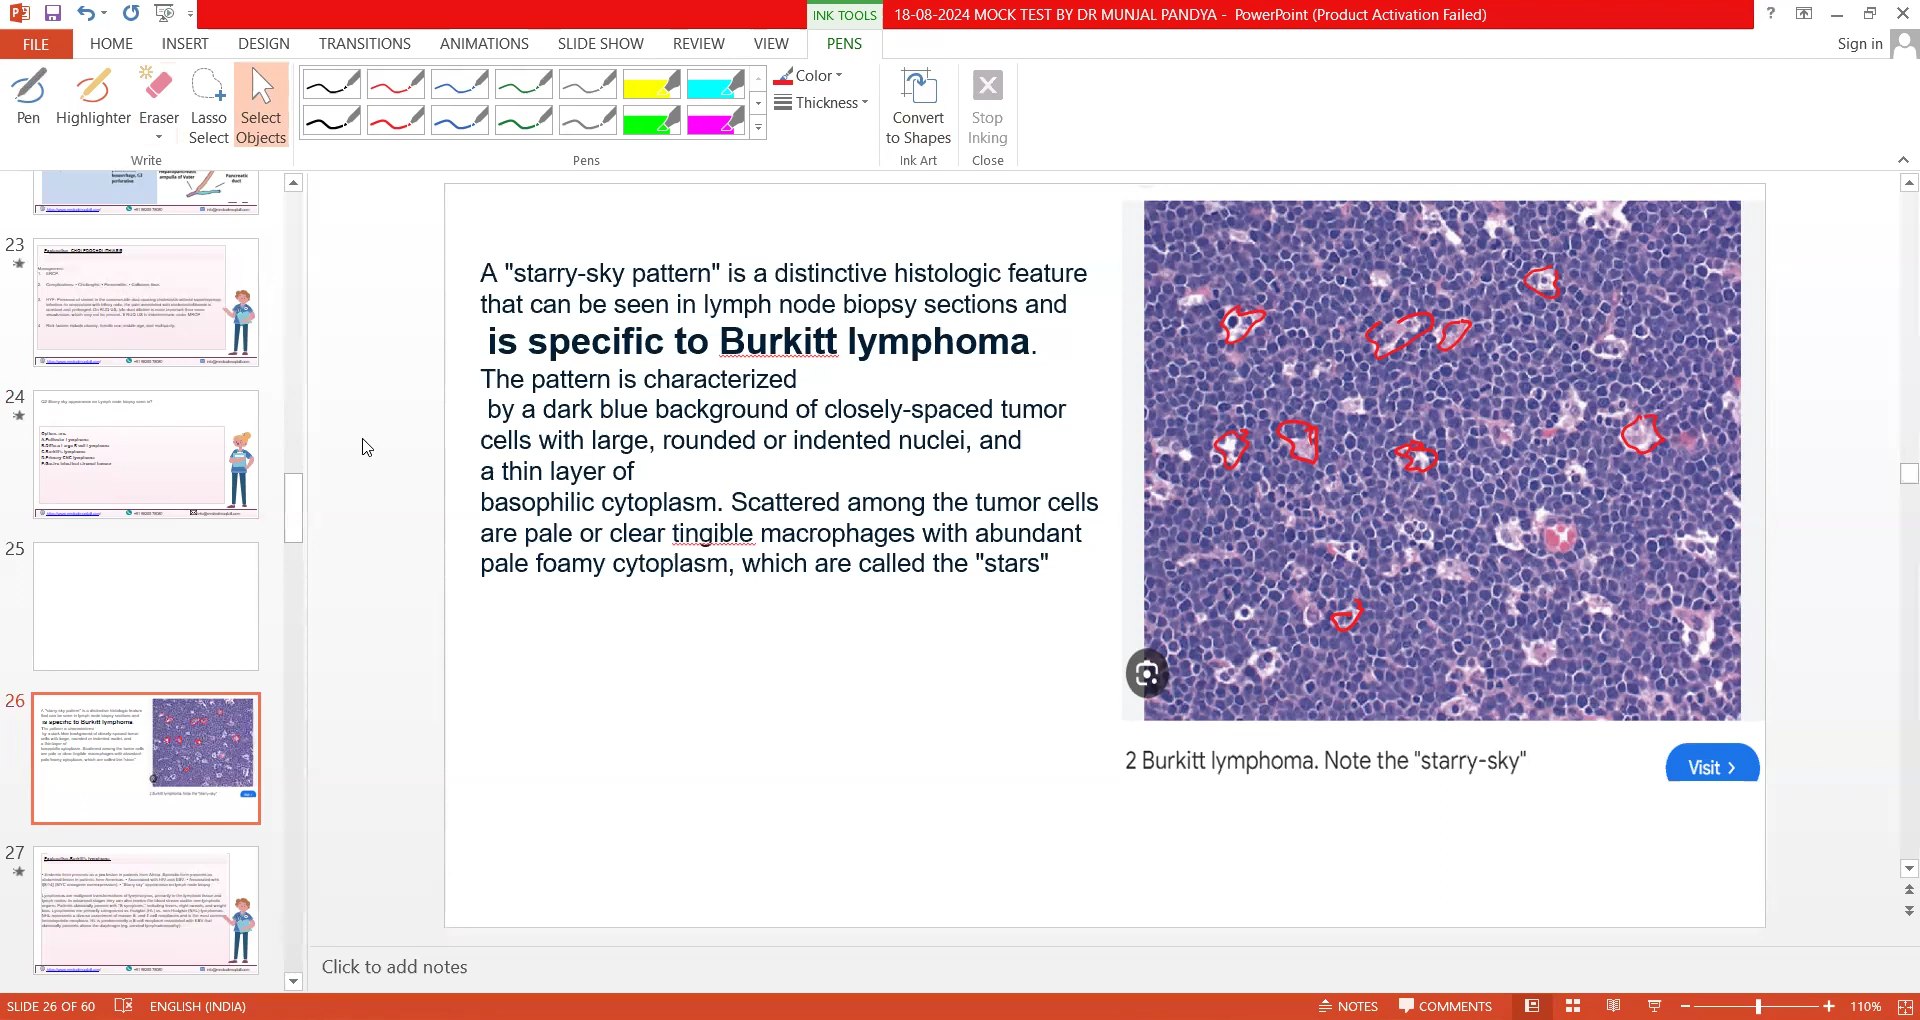 INK TOOLS
18-08-2024 MOCK TEST BY DR MUNJAL PANDYA - PowerPoint (Product Activation Failed)
FILE HOME INSERT DESIGN TRANSITIONS ANIMATIONS SLIDE SHOW REVIEW VIEW PENS
Sign in
Pen
Highlighter
Eraser
Lasso Select
Select Objects
Color
Thickness
Convert to Shapes
Stop Inking
Write
Pens
Ink Art
Close
23
24
25
26
27
A "starry-sky pattern" is a distinctive histologic feature
that can be seen in lymph node biopsy sections and
is specific to Burkitt lymphoma.
The pattern is characterized
by a dark blue background of closely-spaced tumor
cells with large, rounded or indented nuclei, and
a thin layer of
basophilic cytoplasm. Scattered among the tumor cells
are pale or clear tingible macrophages with abundant
pale foamy cytoplasm, which are called the "stars"
2 Burkitt lymphoma. Note the "starry-sky"
Visit ›
Click to add notes
SLIDE 26 OF 60
ENGLISH (INDIA)
NOTES
COMMENTS
110%